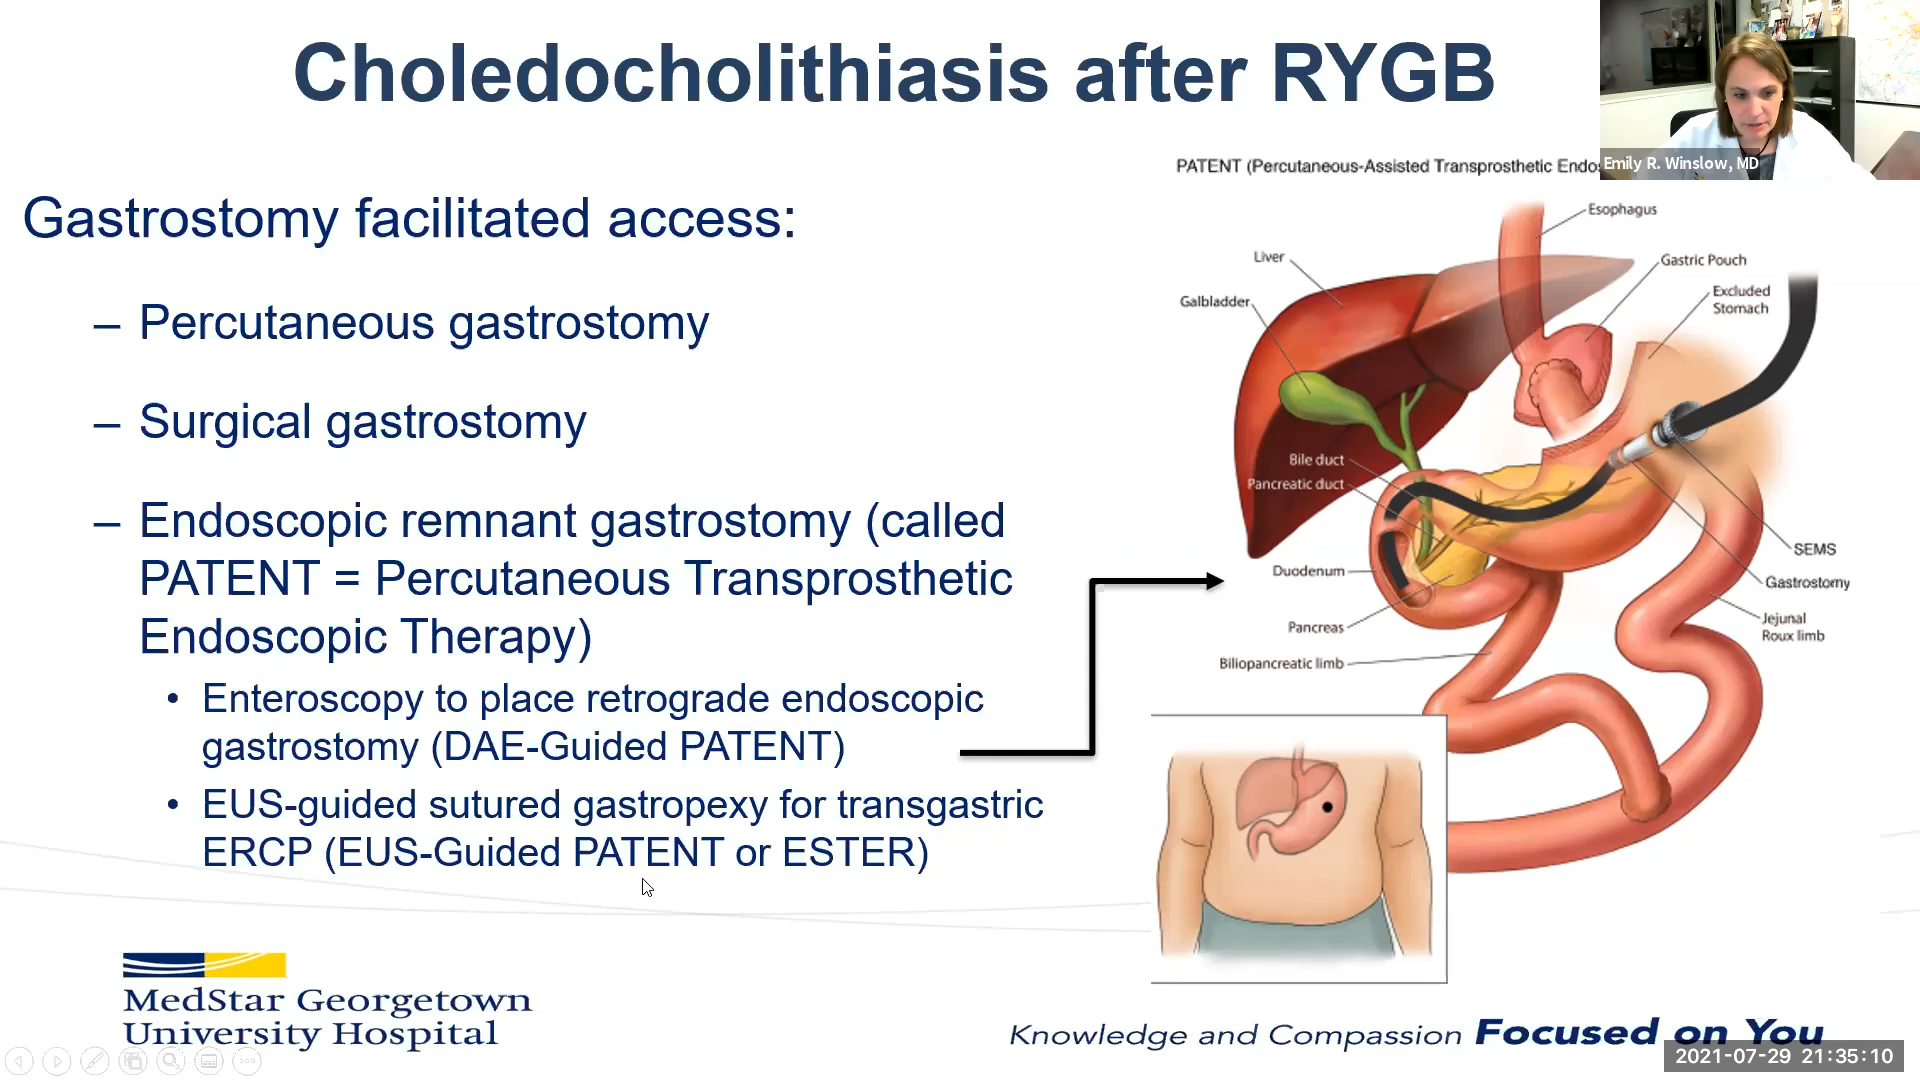 Choledocholithiasis after RYGB
Emily R. Winslow, MD
Gastrostomy facilitated access:
– Percutaneous gastrostomy
– Surgical gastrostomy
– Endoscopic remnant gastrostomy (called
PATENT = Percutaneous Transprosthetic
Endoscopic Therapy)
• Enteroscopy to place retrograde endoscopic
gastrostomy (DAE-Guided PATENT)
• EUS-guided sutured gastropexy for transgastric
ERCP (EUS-Guided PATENT or ESTER)
PATENT (Percutaneous-Assisted Transprosthetic Endos
Esophagus
Liver
Gastric Pouch
Galbladder
Excluded
Stomach
Bile duct
Pancreatic duct
SEMS
Duodenum
Gastrostomy
Jejunal
Roux limb
Pancreas
Biliopancreatic limb
MedStar Georgetown
University Hospital
Knowledge and Compassion Focused on You
2021-07-29 21:35:10